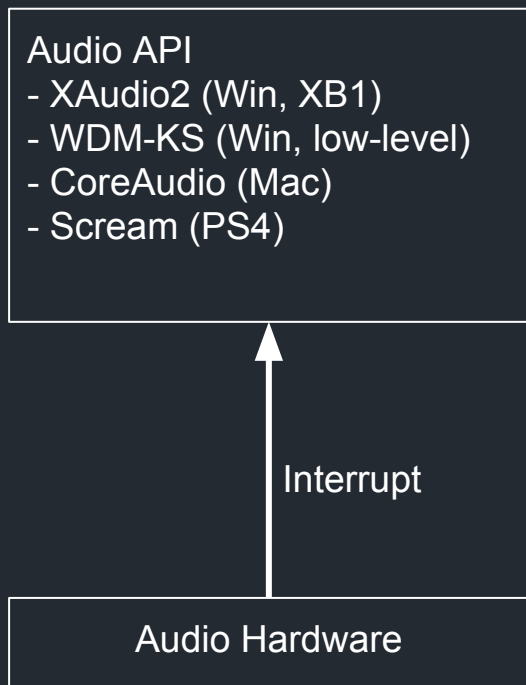 Audio API
- XAudio2 (Win, XB1)
- WDM-KS (Win, low-level)
- CoreAudio (Mac)
- Scream (PS4)
Interrupt
Audio Hardware